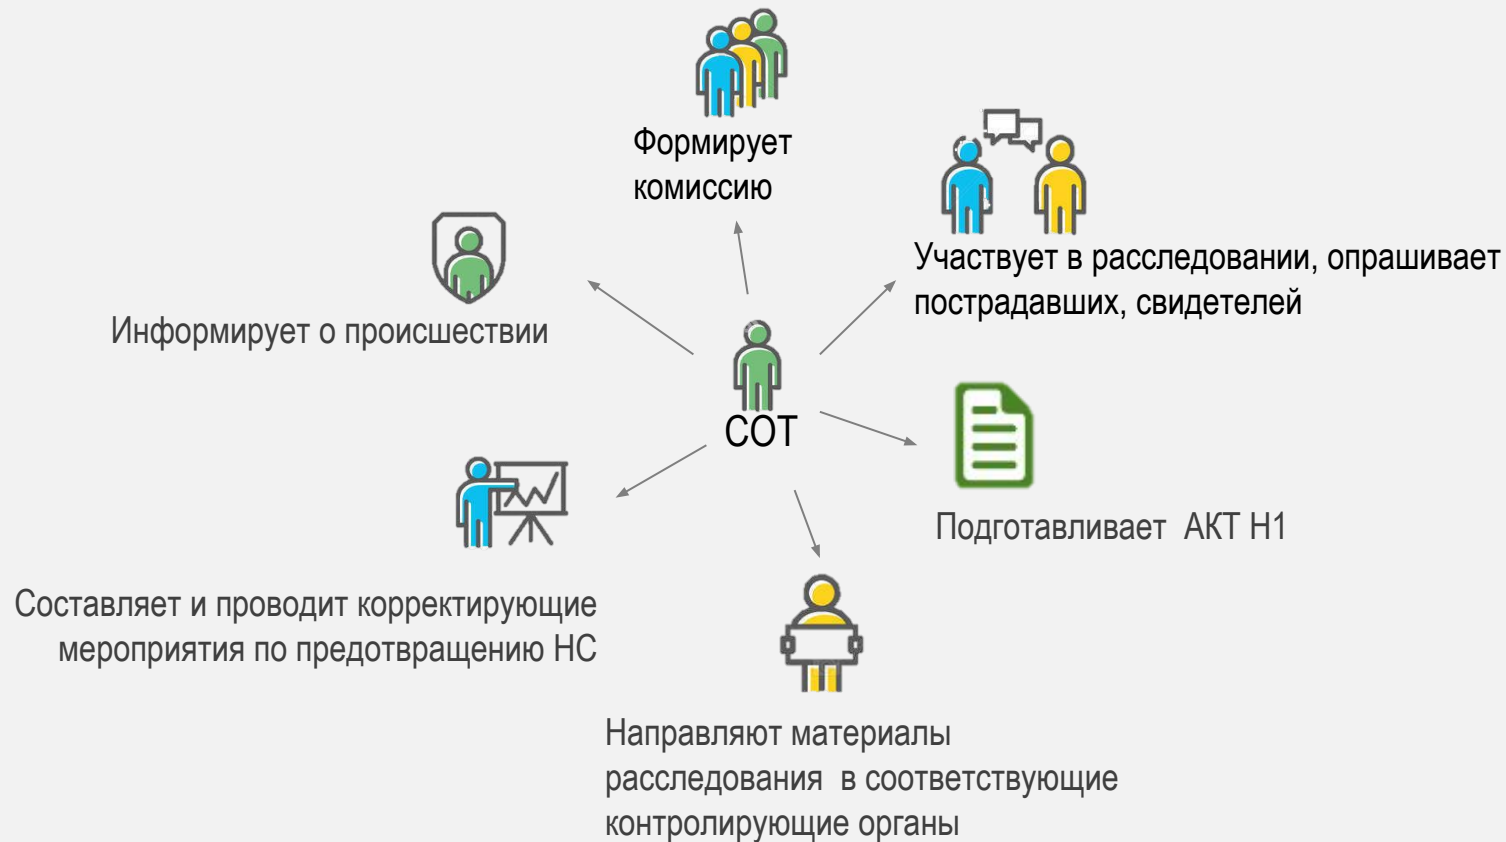 Формирует
комиссию
Участвует в расследовании, опрашивает
пострадавших, свидетелей
Информирует о происшествии
СОТ
Подготавливает АКТ Н1
Составляет и проводит корректирующие
мероприятия по предотвращению НС
Направляют материалы
расследования в соответствующие
контролирующие органы